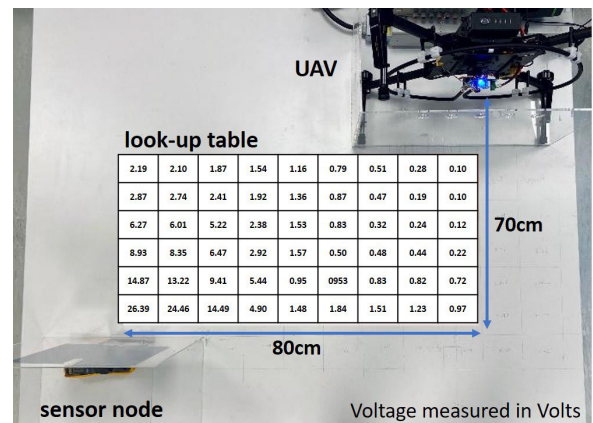 UAV
look-up table
2.19 2.10 1.87 1.54 1.16 0.79 0.51 0.28 0.10
2.87 2.74 2.41 1.92 1.36 0.87 0.47 0.19 0.10
6.27 6.01 5.22 2.38 1.53 0.83 0.32 0.24 0.12
8.93 8.35 6.47 2.92 1.57 0.50 0.48 0.44 0.22
14.87 13.22 9.41 5.44 0.95 0953 0.83 0.82 0.72
26.39 24.46 14.49 4.90 1.48 1.84 1.51 1.23 0.97
70cm
80cm
sensor node
Voltage measured in Volts